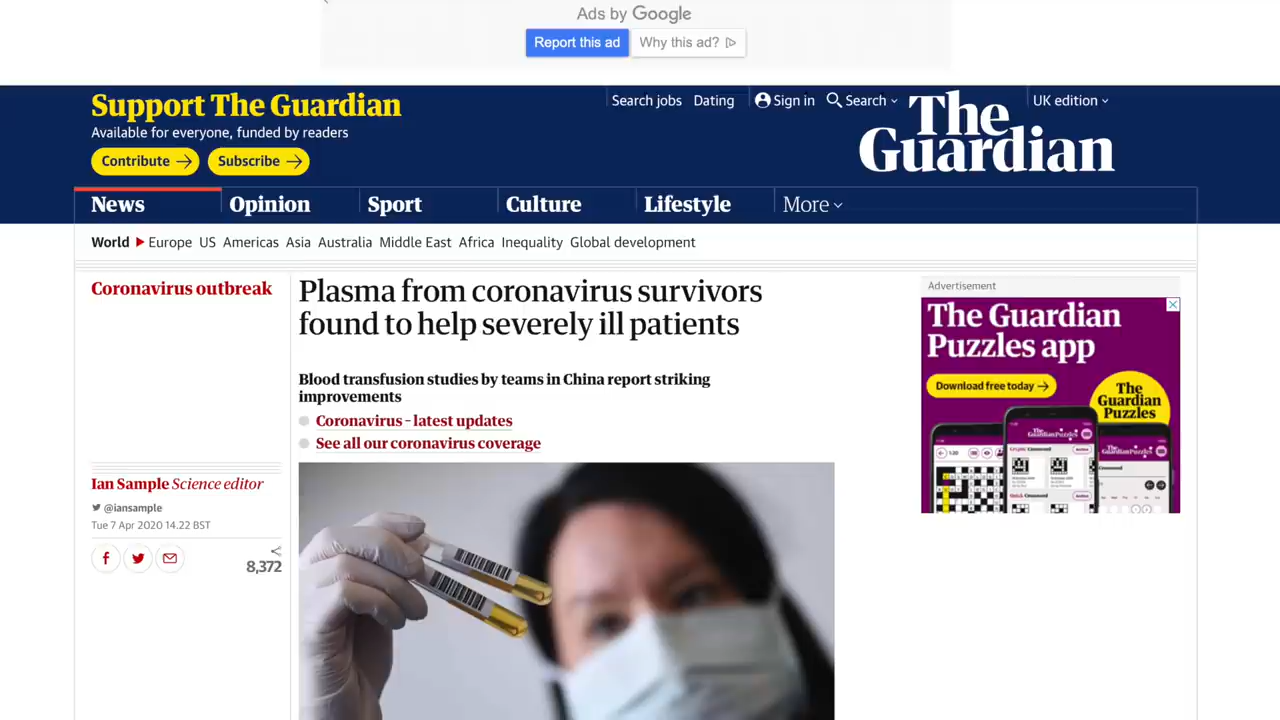 Ads by Google
Report this ad
Why this ad?
Support The Guardian
Available for everyone, funded by readers
Contribute
Subscribe
Search jobs
Dating
Sign in
Search
The
Guardian
UK edition
News
Opinion
Sport
Culture
Lifestyle
More
World
Europe
US
Americas
Asia
Australia
Middle East
Africa
Inequality
Global development
Coronavirus outbreak
Plasma from coronavirus survivors
found to help severely ill patients
Blood transfusion studies by teams in China report striking
improvements
Coronavirus – latest updates
See all our coronavirus coverage
Ian Sample Science editor
@iansample
Tue 7 Apr 2020 14.22 BST
8,372
Advertisement
The Guardian
Puzzles app
Download free today
The
Guardian
Puzzles